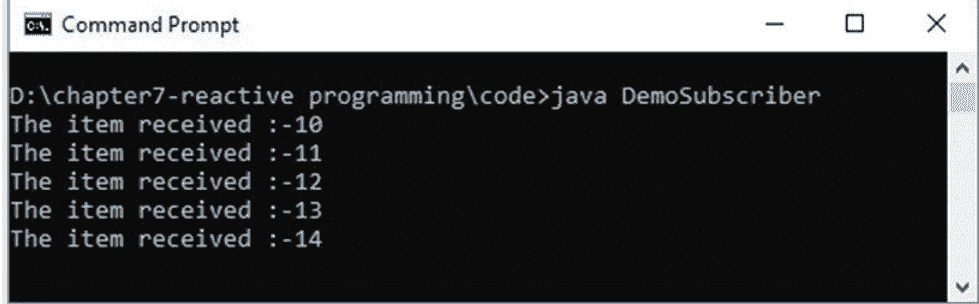 Command Prompt
D:\chapter7-reactive programming\code>java DemoSubscriber
The item received :-10
The item received :-11
The item received :-12
The item received :-13
The item received :-14